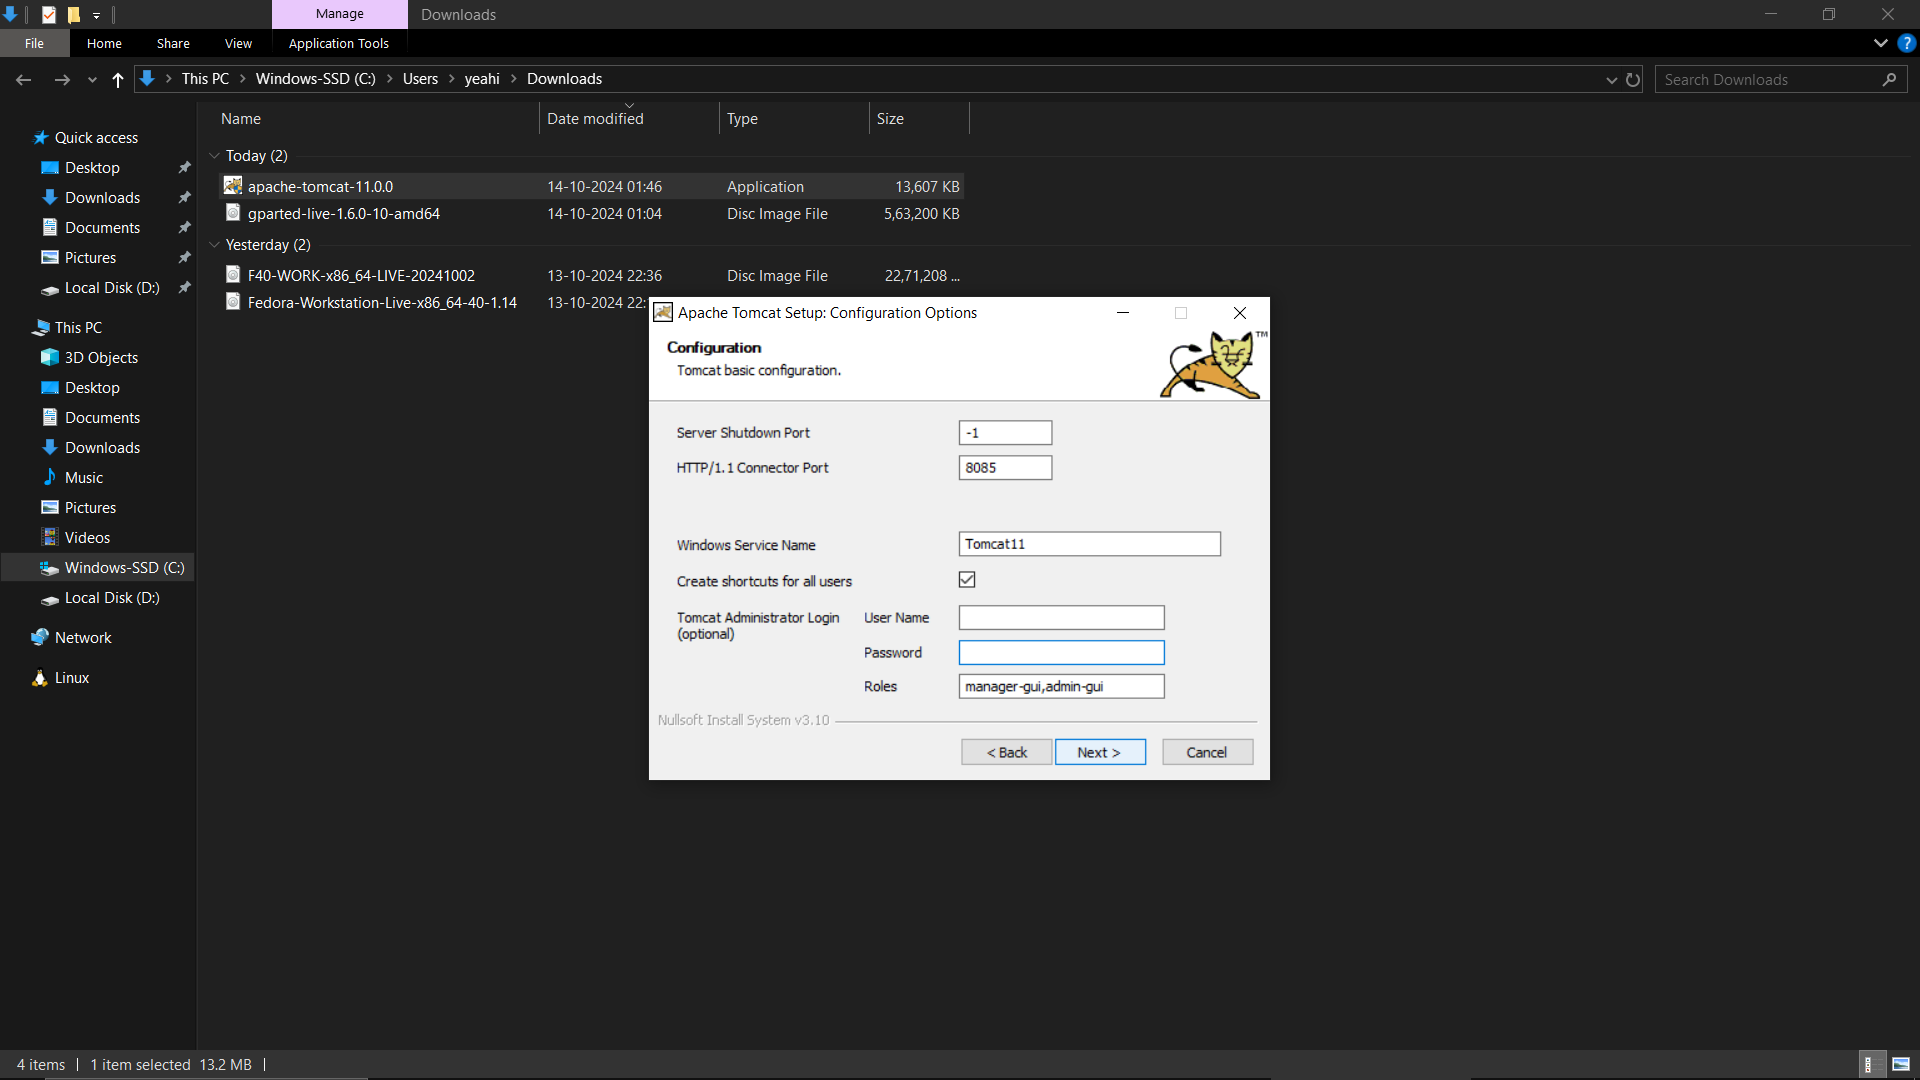 Manage
Downloads
File
Home
Share
View
Application Tools
?
This PC > Windows-SSD (C:) > Users > yeahi > Downloads
Search Downloads
Name
Date modified
Type
Size
Quick access
Desktop
Downloads
Documents
Pictures
Local Disk (D:)
This PC
3D Objects
Desktop
Documents
Downloads
Music
Pictures
Videos
Windows-SSD (C:)
Local Disk (D:)
Network
Linux
Today (2)
apache-tomcat-11.0.0 14-10-2024 01:46 Application 13,607 KB
gparted-live-1.6.0-10-amd64 14-10-2024 01:04 Disc Image File 5,63,200 KB
Yesterday (2)
F40-WORK-x86_64-LIVE-20241002 13-10-2024 22:36 Disc Image File 22,71,208 ...
Fedora-Workstation-Live-x86_64-40-1.14 13-10-2024 22:
Apache Tomcat Setup: Configuration Options
Configuration
Tomcat basic configuration.
TM
Server Shutdown Port -1
HTTP/1.1 Connector Port 8085
Windows Service Name Tomcat11
Create shortcuts for all users
Tomcat Administrator Login
(optional)
User Name
Password
Roles manager-gui,admin-gui
Nullsoft Install System v3.10
< Back
Next >
Cancel
4 items
1 item selected 13.2 MB